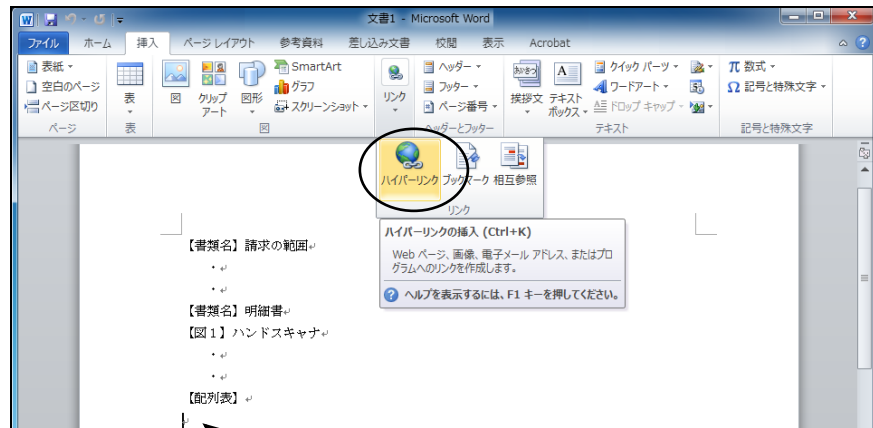 文書1 - Microsoft Word
ファイル ホーム 挿入 ページ レイアウト 参考資料 差し込み文書 校閲 表示 Acrobat
表紙
空白のページ
ページ区切り
ページ
表
表
図
クリップ
アート
図形
SmartArt
グラフ
スクリーンショット
図
リンク
ヘッダー
フッター
ページ番号
ヘッダーとフッター
挨拶文
テキスト
ボックス
クイック パーツ
ワードアート
ドロップ キャップ
テキスト
π 数式
Ω 記号と特殊文字
記号と特殊文字
ハイパーリンク ブックマーク 相互参照
リンク
ハイパーリンクの挿入 (Ctrl+K)
Web ページ、画像、電子メール アドレス、またはプロ
グラムへのリンクを作成します。
ヘルプを表示するには、F1 キーを押してください。
【書類名】請求の範囲
・
・
【書類名】明細書
【図1】ハンドスキャナ
・
・
【配列表】